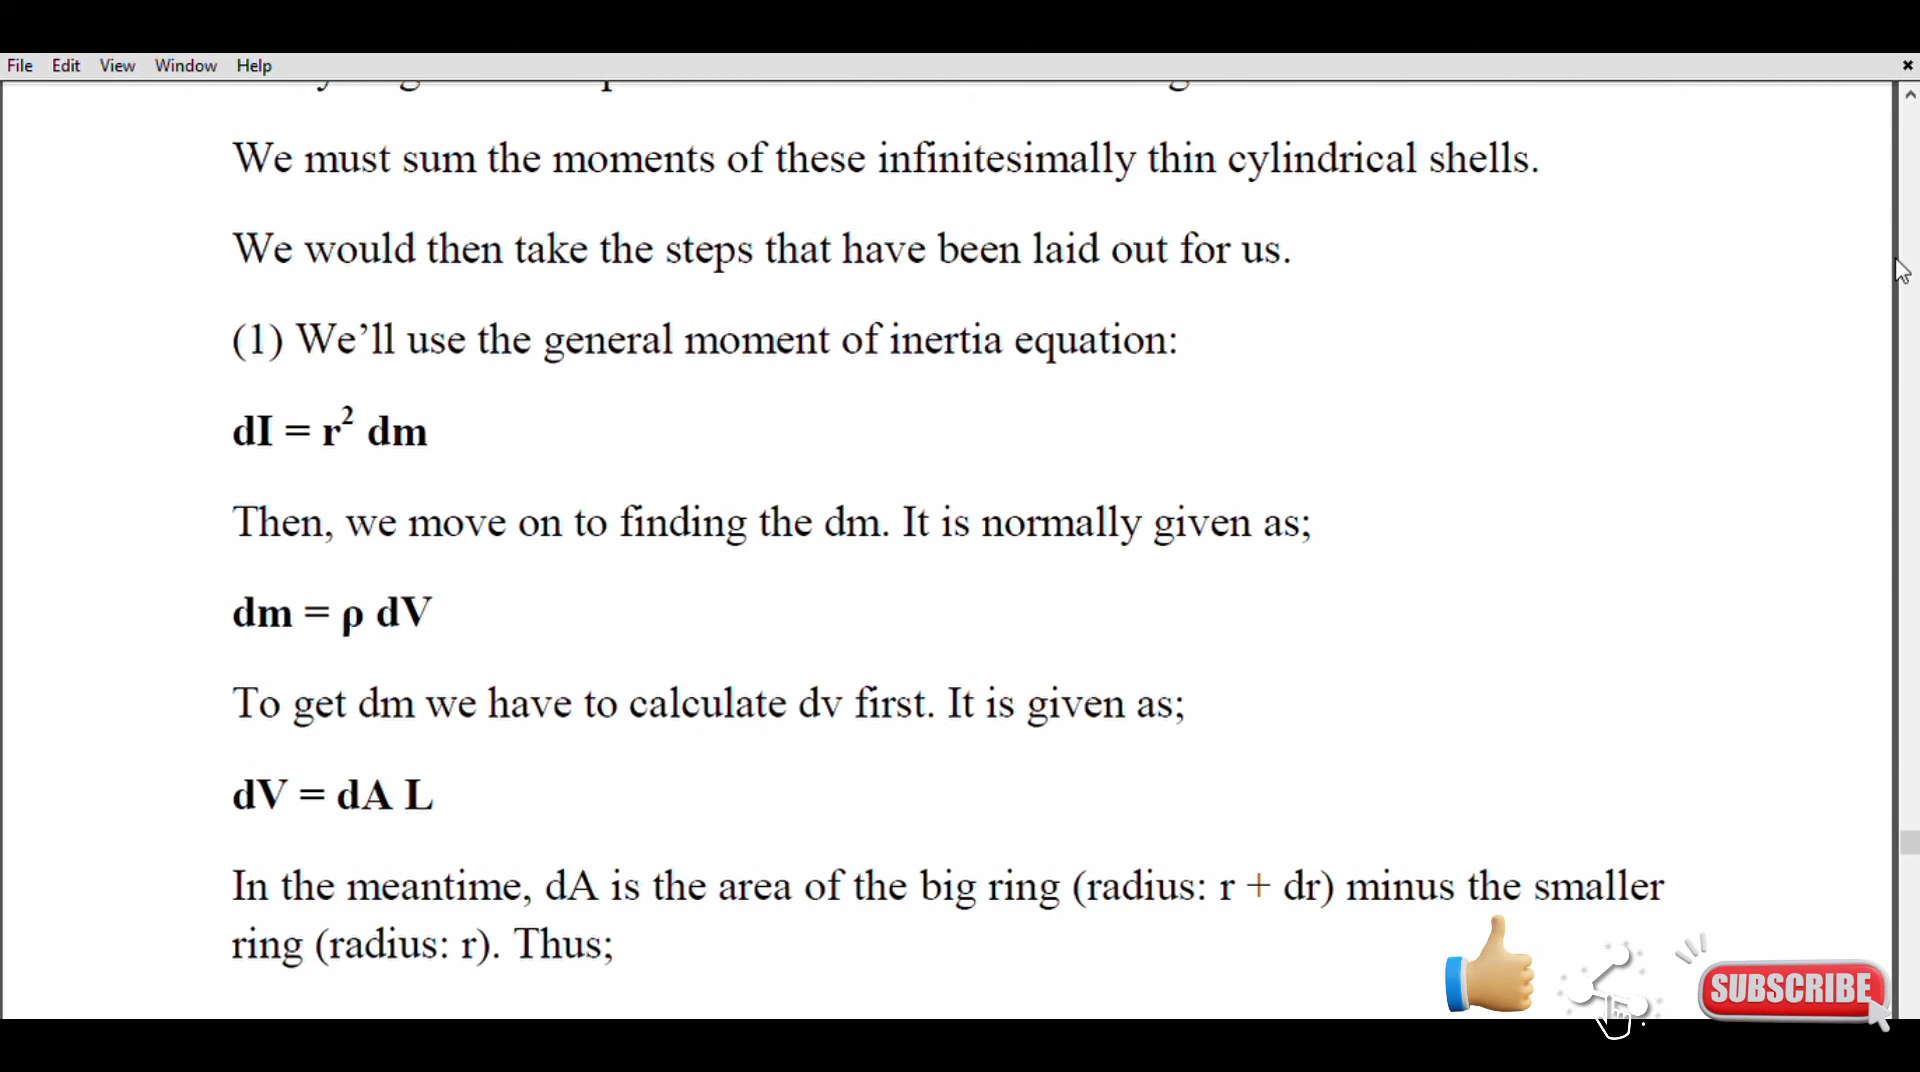 File Edit View Window Help
We must sum the moments of these infinitesimally thin cylindrical shells.
We would then take the steps that have been laid out for us.
(1) We’ll use the general moment of inertia equation:
dI = r² dm
Then, we move on to finding the dm. It is normally given as;
dm = ρ dV
To get dm we have to calculate dv first. It is given as;
dV = dA L
In the meantime, dA is the area of the big ring (radius: r + dr) minus the smaller
ring (radius: r). Thus;
SUBSCRIBE